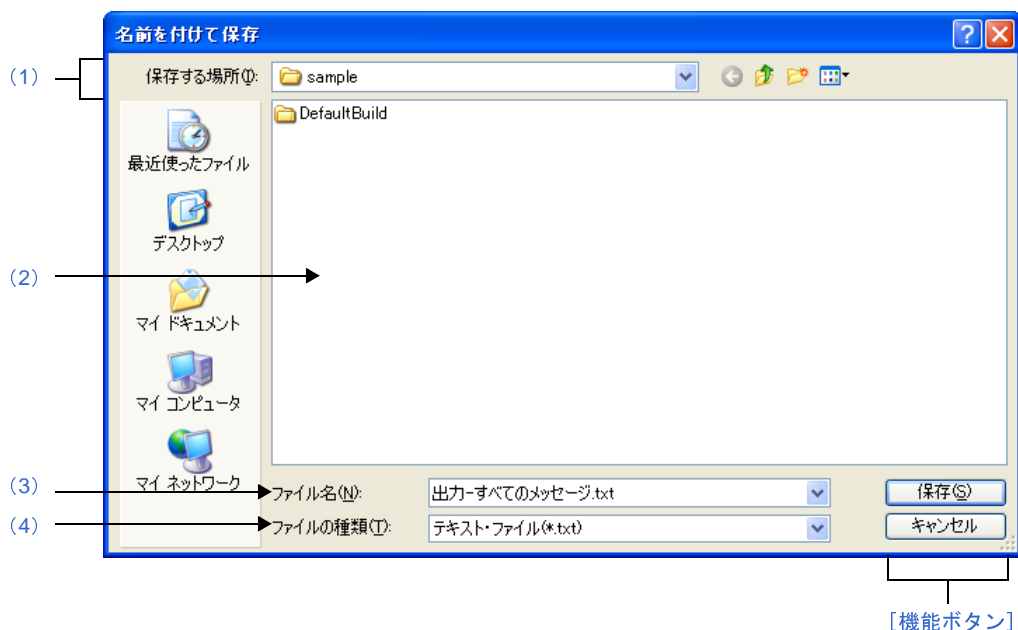 名前を付けて保存
(1)
保存する場所(I):
sample
DefaultBuild
最近使ったファイル
デスクトップ
(2)
マイ ドキュメント
マイ コンピュータ
マイ ネットワーク
(3)
ファイル名(N):
出力-すべてのメッセージ.txt
保存(S)
(4)
ファイルの種類(T):
テキスト・ファイル(*.txt)
キャンセル
[機能ボタン]